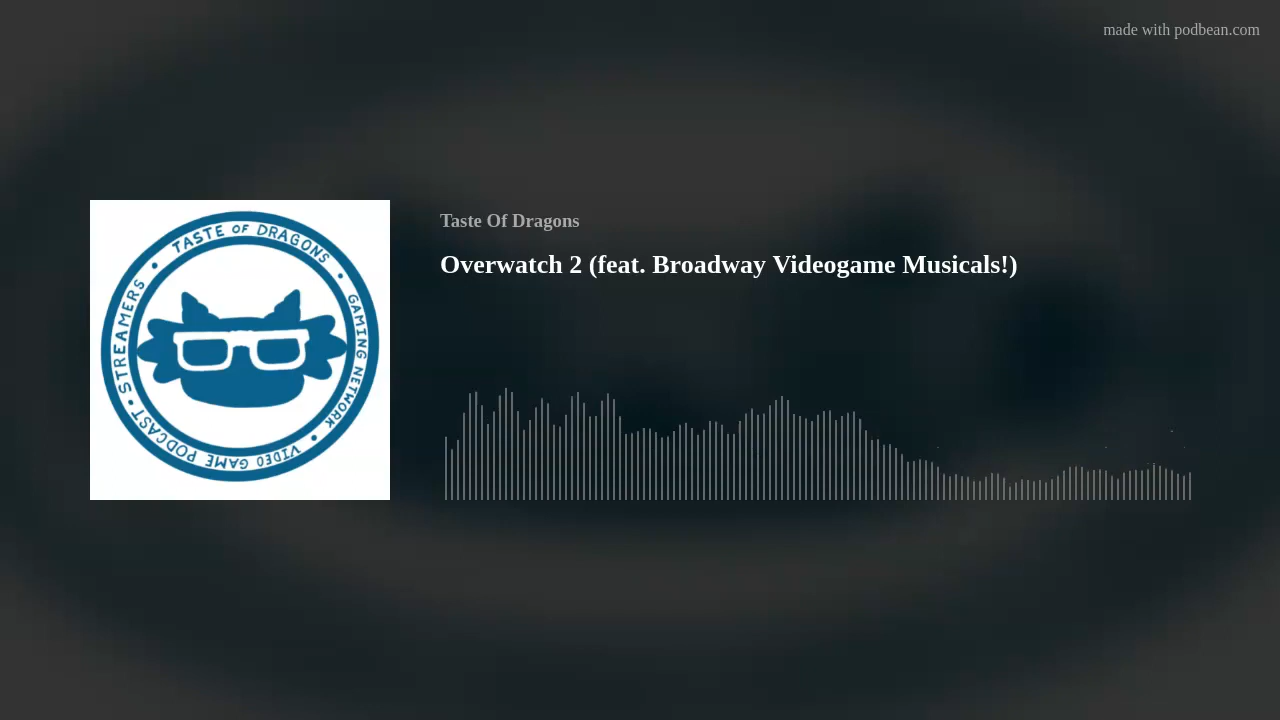 made with podbean.com
Taste Of Dragons
Overwatch 2 (feat. Broadway Videogame Musicals!)
TASTE OF DRAGONS • GAMING NETWORK • VIDEO GAME PODCAST • STREAMERS •